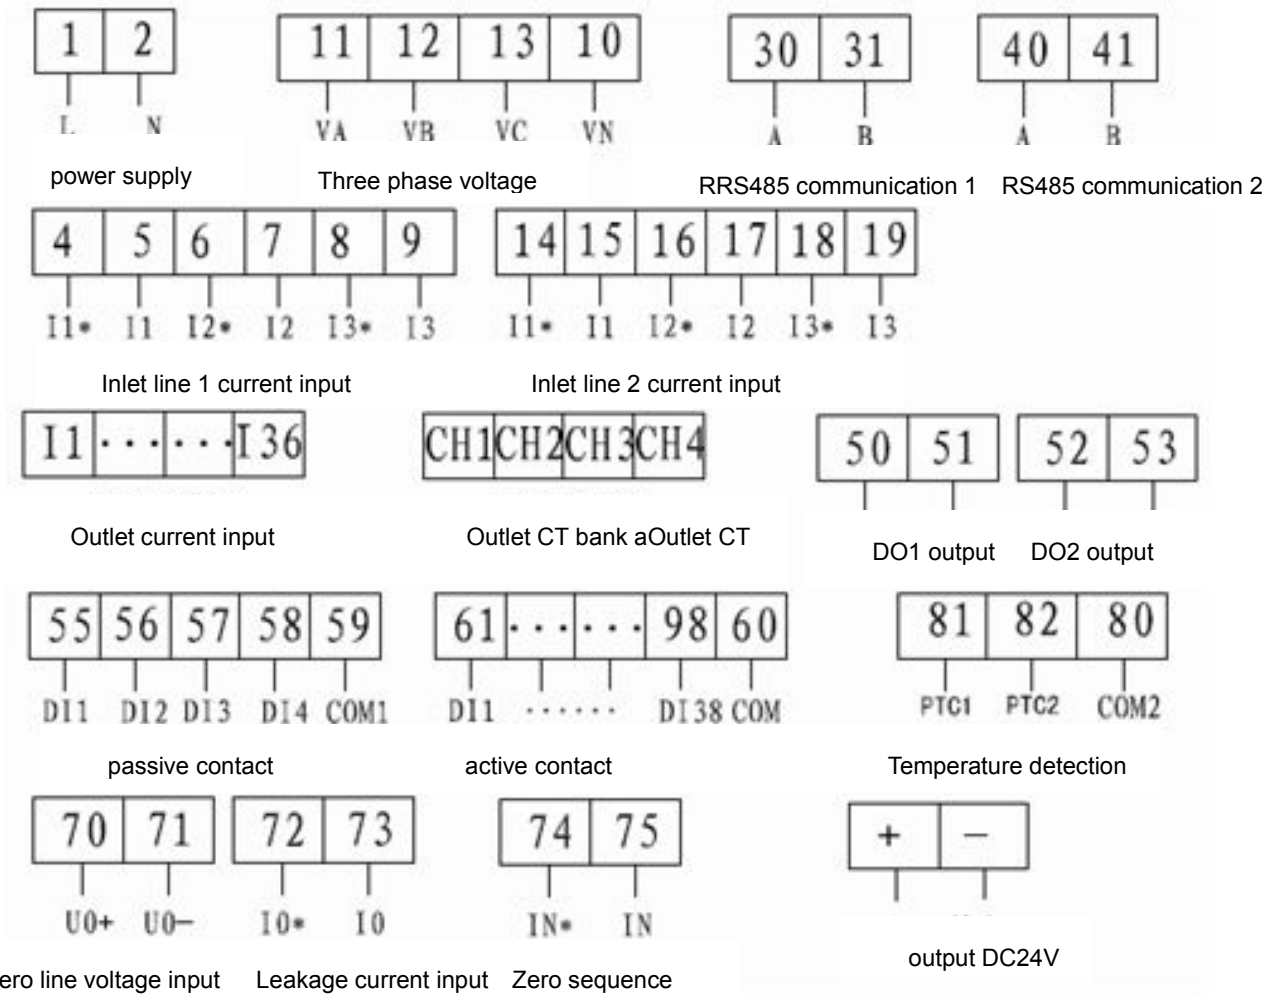 1 2 11 12 13 10 30 31 40 41
L N VA VB VC VN A B A B
power supply Three phase voltage RRS485 communication 1 RS485 communication 2
4 5 6 7 8 9 14 15 16 17 18 19
I1* I1 I2* I2 I3* I3 I1* I1 I2* I2 I3* I3
Inlet line 1 current input Inlet line 2 current input
I1 ··· ··· I36 CH1 CH2 CH3 CH4 50 51 52 53
Outlet current input Outlet CT bank aOutlet CT DO1 output DO2 output
55 56 57 58 59 61 ··· ··· 98 60 81 82 80
DI1 DI2 DI3 DI4 COM1 DI1 ······ DI38 COM PTC1 PTC2 COM2
passive contact active contact Temperature detection
70 71 72 73 74 75 + −
U0+ U0− I0* I0 IN* IN
ero line voltage input Leakage current input Zero sequence output DC24V